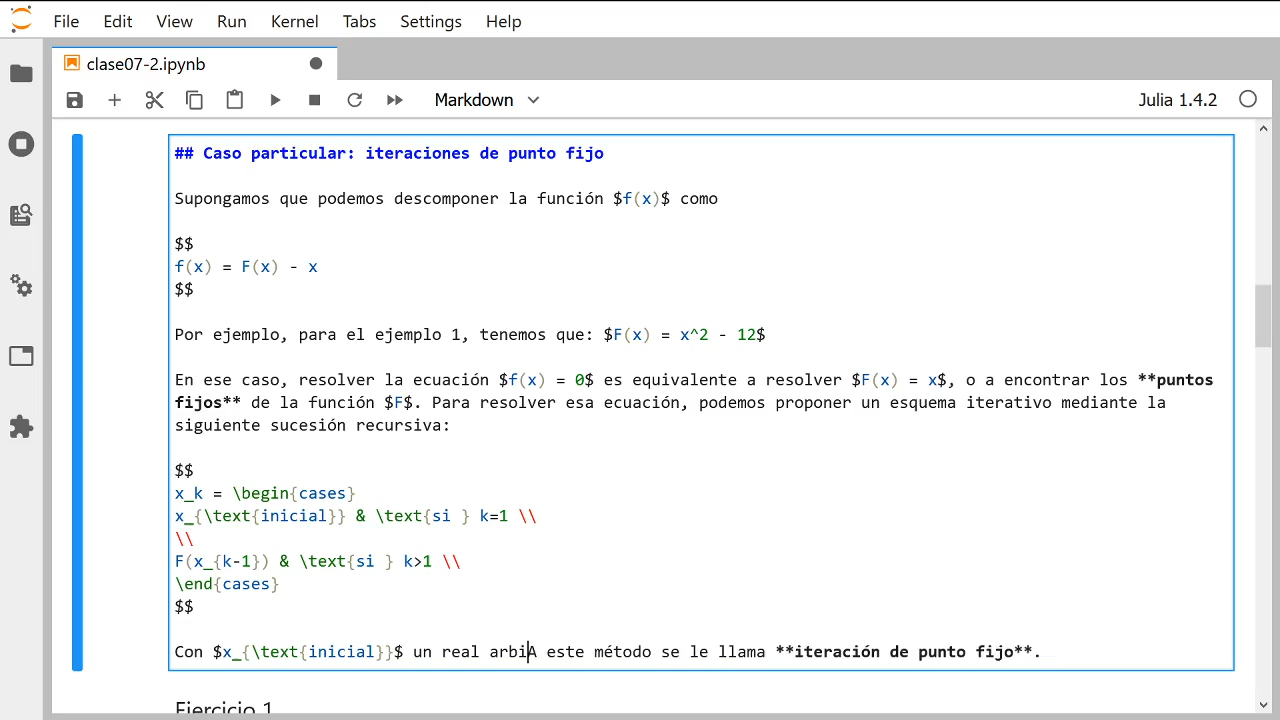 File Edit View Run Kernel Tabs Settings Help
clase07-2.ipynb
Markdown
Julia 1.4.2
## Caso particular: iteraciones de punto fijo
Supongamos que podemos descomponer la función $f(x)$ como
$$
f(x) = F(x) - x
$$
Por ejemplo, para el ejemplo 1, tenemos que: $F(x) = x^2 - 12$
En ese caso, resolver la ecuación $f(x) = 0$ es equivalente a resolver $F(x) = x$, o a encontrar los **puntos
fijos** de la función $F$. Para resolver esa ecuación, podemos proponer un esquema iterativo mediante la
siguiente sucesión recursiva:
$$
x_k = \begin{cases}
x_{\text{inicial}} & \text{si } k=1 \\
\\
F(x_{k-1}) & \text{si } k>1 \\
\end{cases}
$$
Con $x_{\text{inicial}}$ un real arbiA este método se le llama **iteración de punto fijo**.
Ejercicio 1